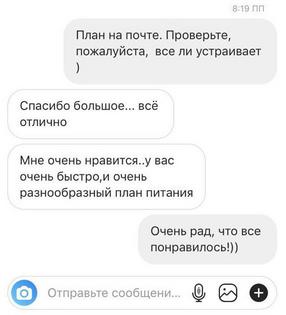 8:19 ПП
План на почте. Проверьте,
пожалуйста, все ли устраивает
)
Спасибо большое... всё
отлично
Мне очень нравится..у вас
очень быстро,и очень
разнообразный план питания
Очень рад, что все
понравилось!))
Отправьте сообщени...